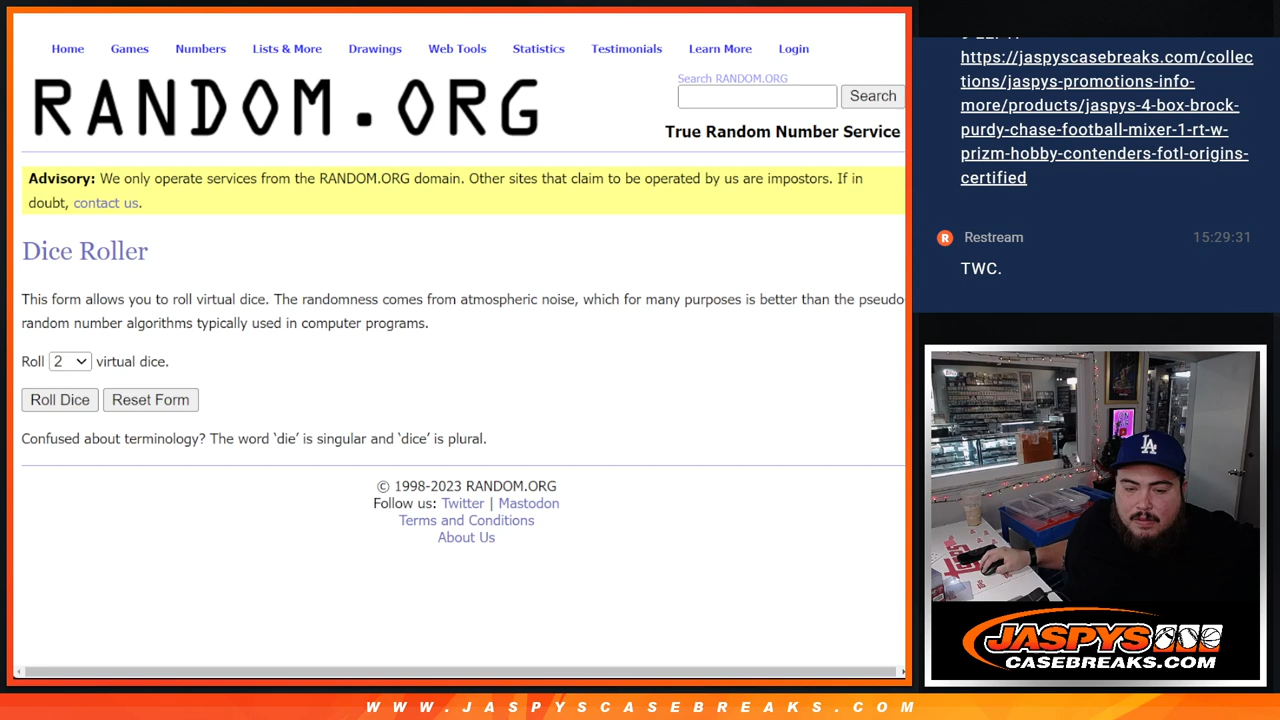 Home Games Numbers Lists & More Drawings Web Tools Statistics Testimonials Learn More Login
RANDOM.ORG
Search RANDOM.ORG
Search
True Random Number Service
Advisory: We only operate services from the RANDOM.ORG domain. Other sites that claim to be operated by us are impostors. If in
doubt, contact us.
Dice Roller
This form allows you to roll virtual dice. The randomness comes from atmospheric noise, which for many purposes is better than the pseudo
random number algorithms typically used in computer programs.
Roll 2 virtual dice.
Roll Dice Reset Form
Confused about terminology? The word ‘die’ is singular and ‘dice’ is plural.
© 1998-2023 RANDOM.ORG
Follow us: Twitter | Mastodon
Terms and Conditions
About Us
https://jaspyscasebreaks.com/collec
tions/jaspys-promotions-info-
more/products/jaspys-4-box-brock-
purdy-chase-football-mixer-1-rt-w-
prizm-hobby-contenders-fotl-origins-
certified
R Restream 15:29:31
TWC.
LA
JASPYS
CASEBREAKS.COM
WWW.JASPYSCASEBREAKS.COM